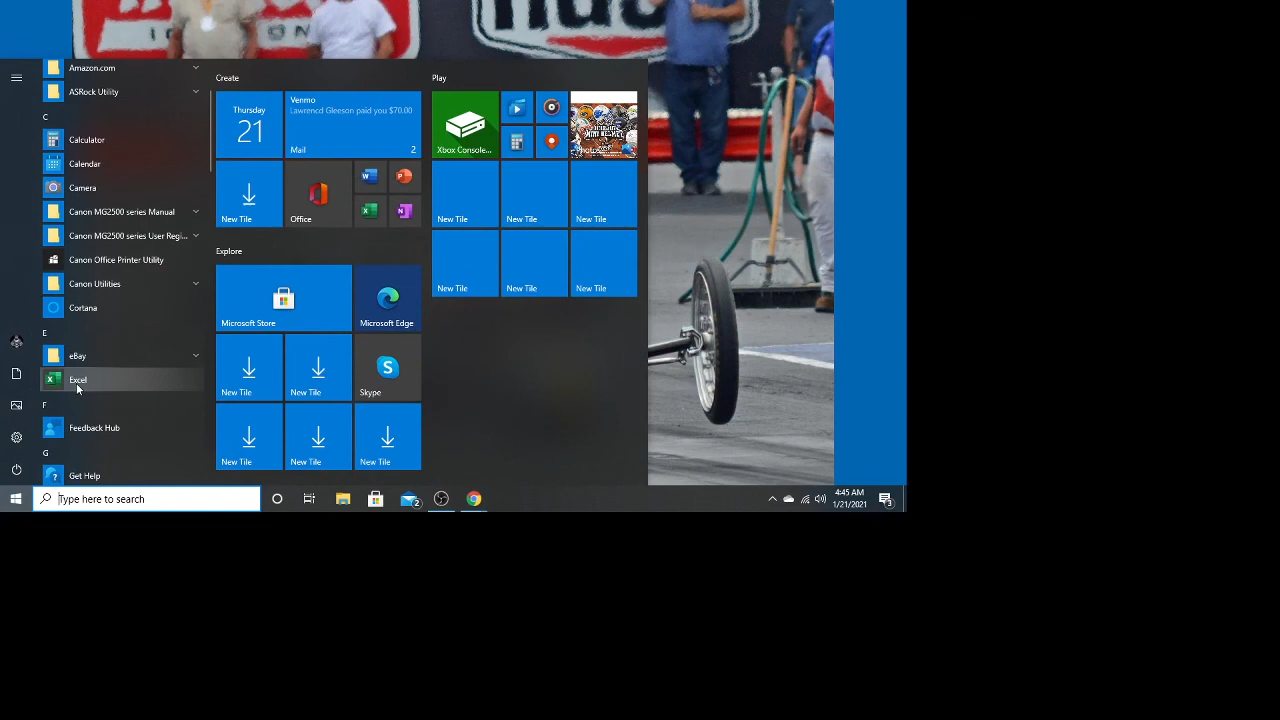 Amazon.com
ASRock Utility
C
Calculator
Calendar
Camera
Canon MG2500 series Manual
Canon MG2500 series User Regi...
Canon Office Printer Utility
Canon Utilities
Cortana
E
eBay
Excel
F
Feedback Hub
G
Get Help
Create
Thursday
21
Venmo
Lawrencd Gleeson paid you $70.00
Mail
2
New Tile
Office
Explore
Microsoft Store
Microsoft Edge
New Tile
New Tile
Skype
New Tile
New Tile
New Tile
Play
Xbox Console...
New Tile
New Tile
New Tile
New Tile
New Tile
New Tile
Type here to search
2
4:45 AM
1/21/2021
3